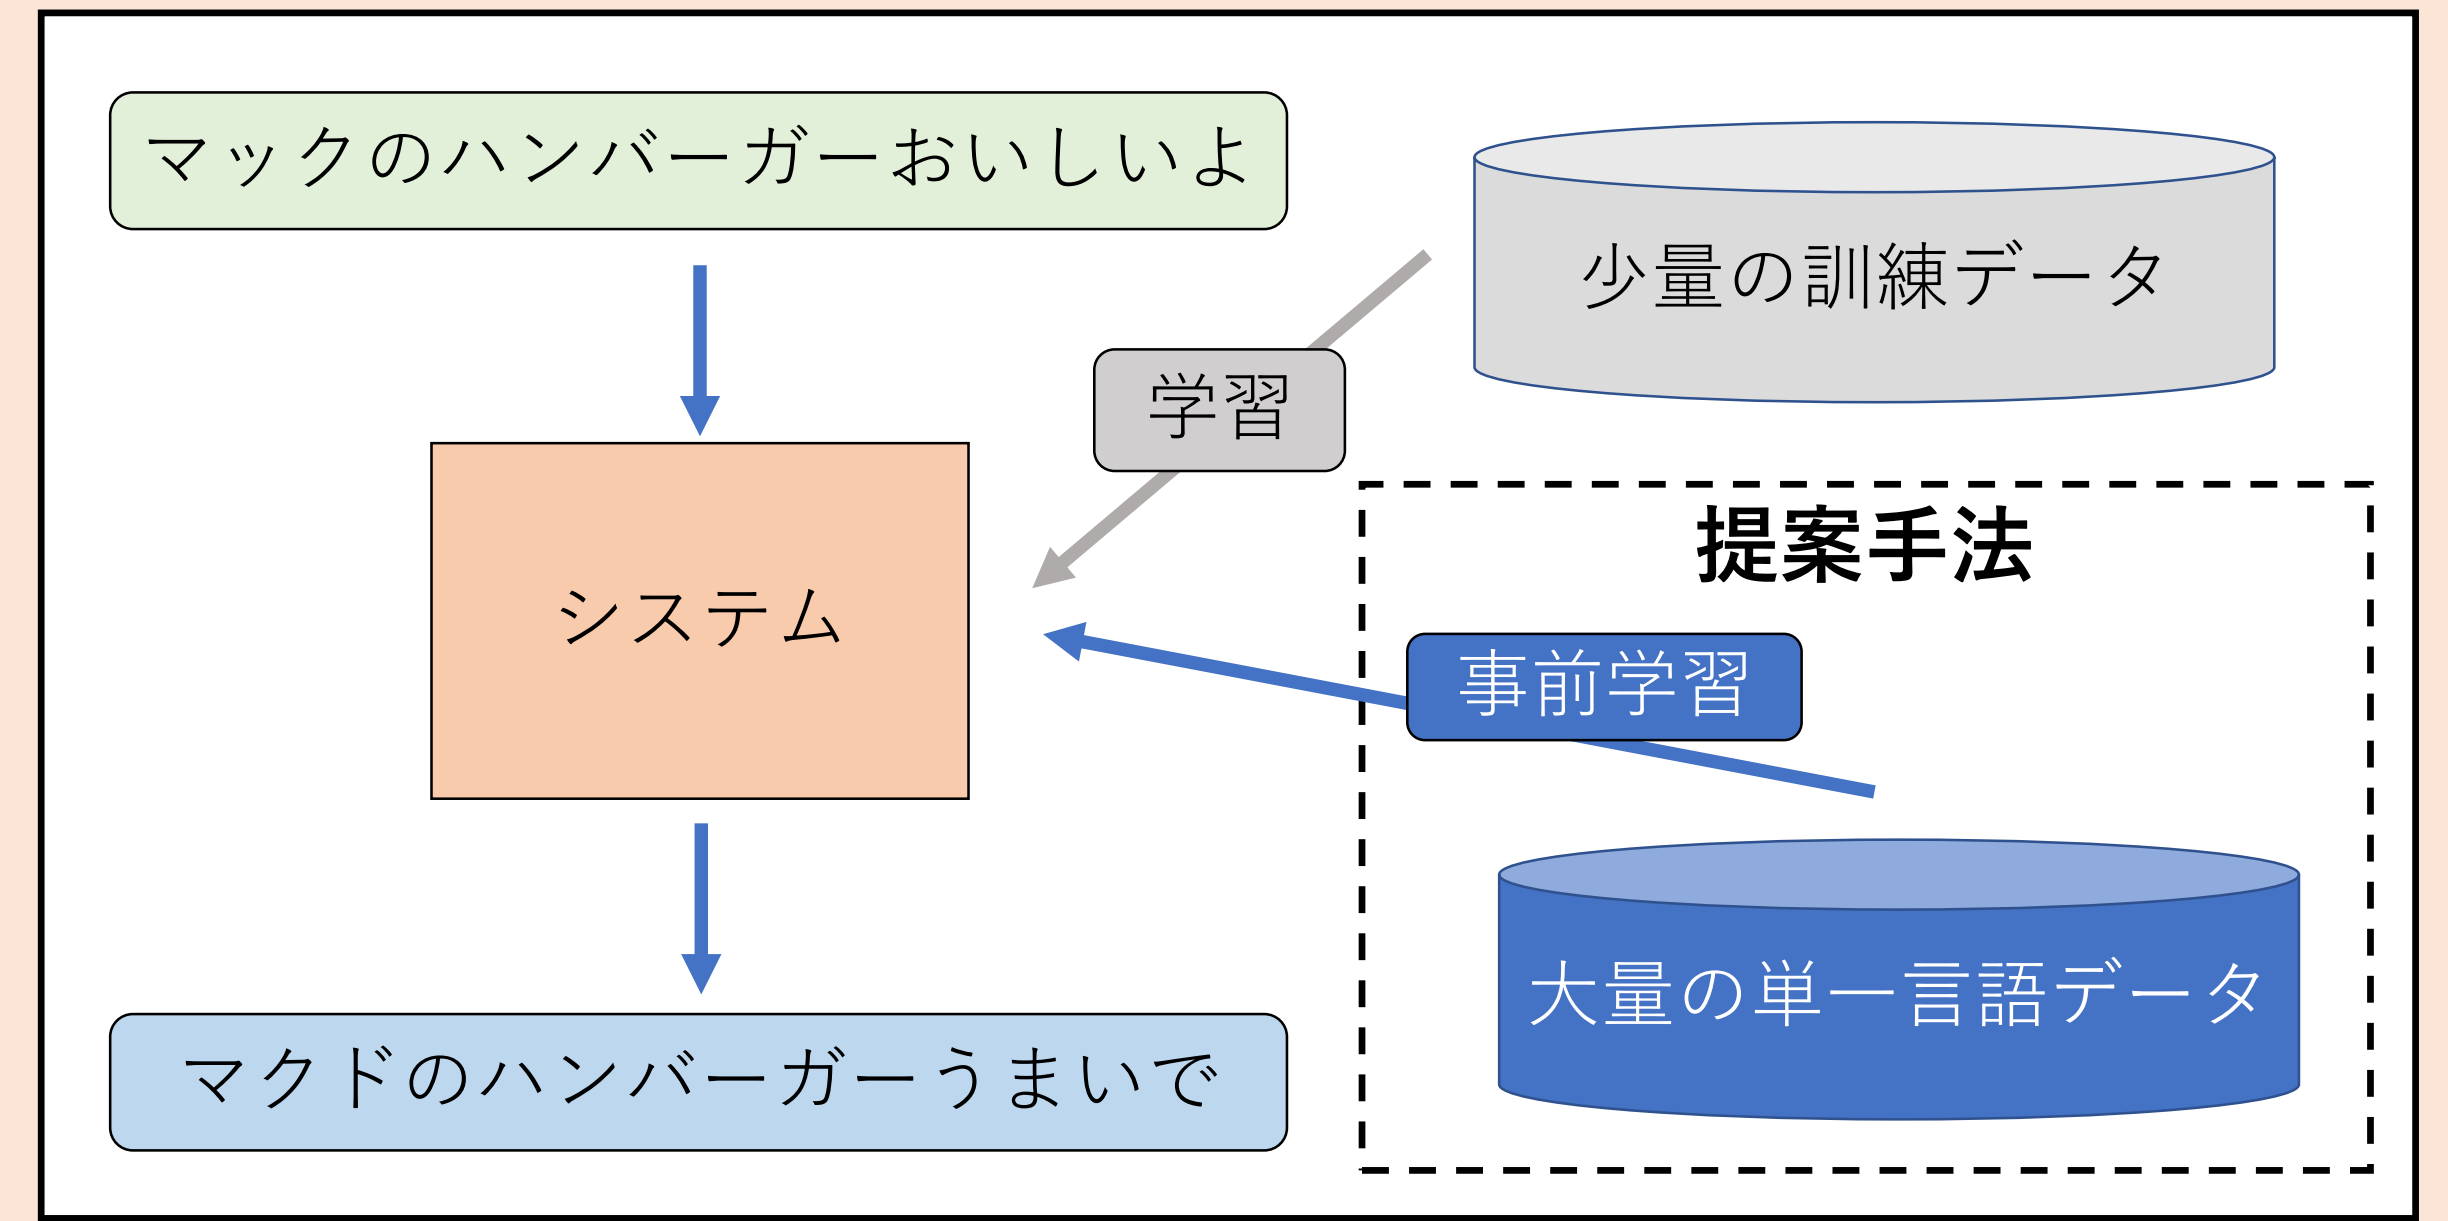 マックのハンバーガーおいしいよ
少量の訓練データ
学習
システム
提案手法
事前学習
大量の単一言語データ
マクドのハンバーガーうまいで